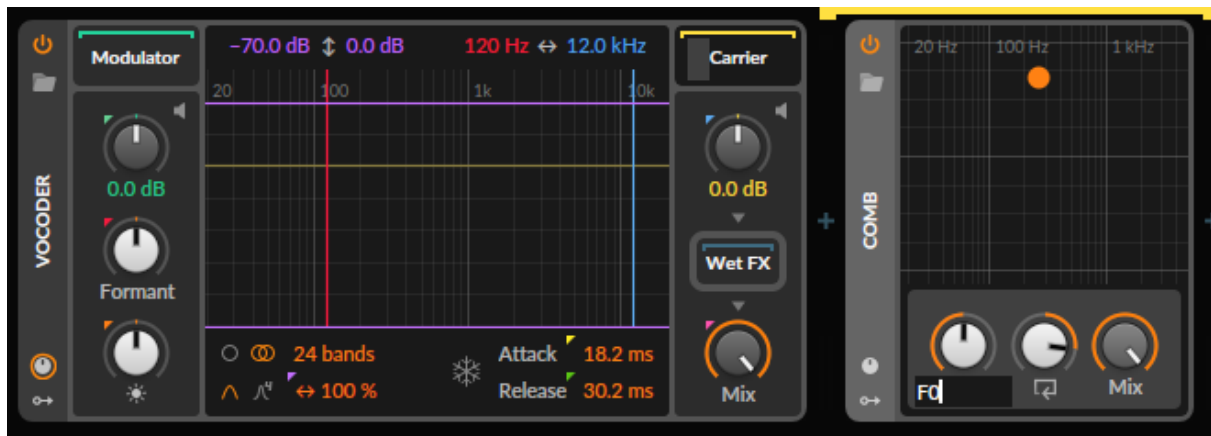 VOCODER
Modulator
0.0 dB
Formant
−70.0 dB ↕ 0.0 dB 120 Hz ↔ 12.0 kHz
20 100 1k 10k
24 bands
↔ 100 %
Attack 18.2 ms
Release 30.2 ms
Carrier
0.0 dB
Wet FX
Mix
COMB
20 Hz 100 Hz 1 kHz
F0
Mix